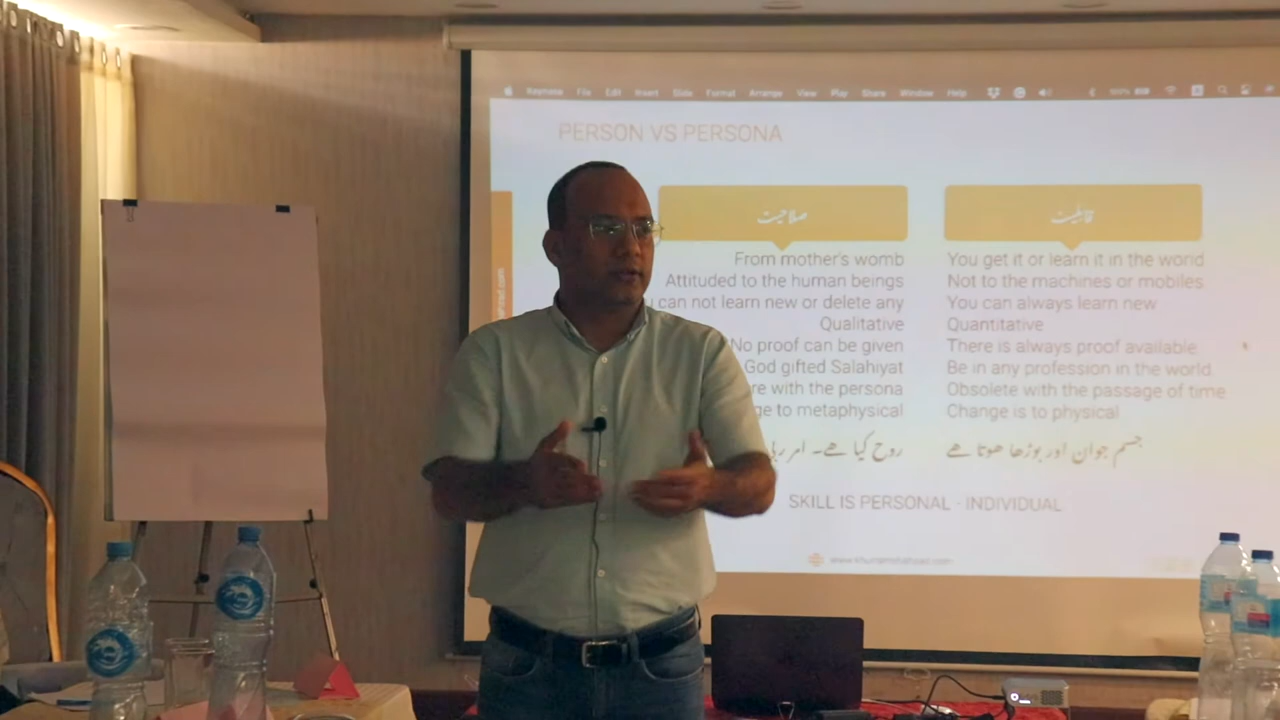 Keynote File Edit Insert Slide Format Arrange View Play Share Window Help 100%
PERSON VS PERSONA
صلاحیت
قابلیت
From mother's womb
You get it or learn it in the world
Attituded to the human beings
Not to the machines or mobiles
can not learn new or delete any
You can always learn new
Qualitative
Quantitative
No proof can be given
There is always proof available
God gifted Salahiyat
Be in any profession in the world
with the persona
Obsolete with the passage of time
to metaphysical
Change is to physical
روح کیا ھے۔ امر
جسم جوان اور بوڑھا ھوتا ھے
SKILL IS PERSONAL - INDIVIDUAL